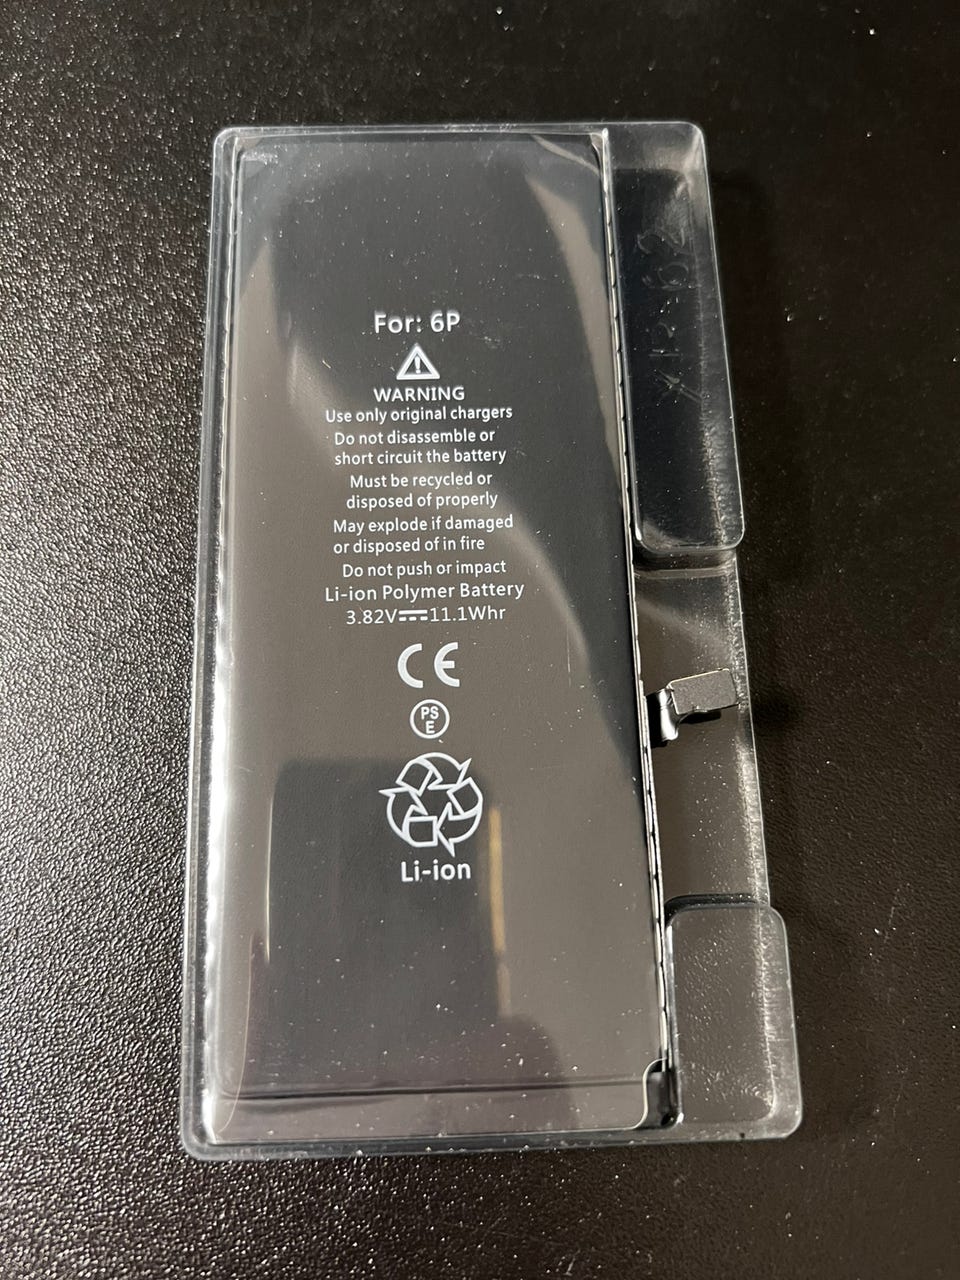 For: 6P
WARNING
Use only original chargers
Do not disassemble or
short circuit the battery
Must be recycled or
disposed of properly
May explode if damaged
or disposed of in fire
Do not push or impact
Li-ion Polymer Battery
3.82V⎓11.1Whr
CE
PS
E
Li-ion